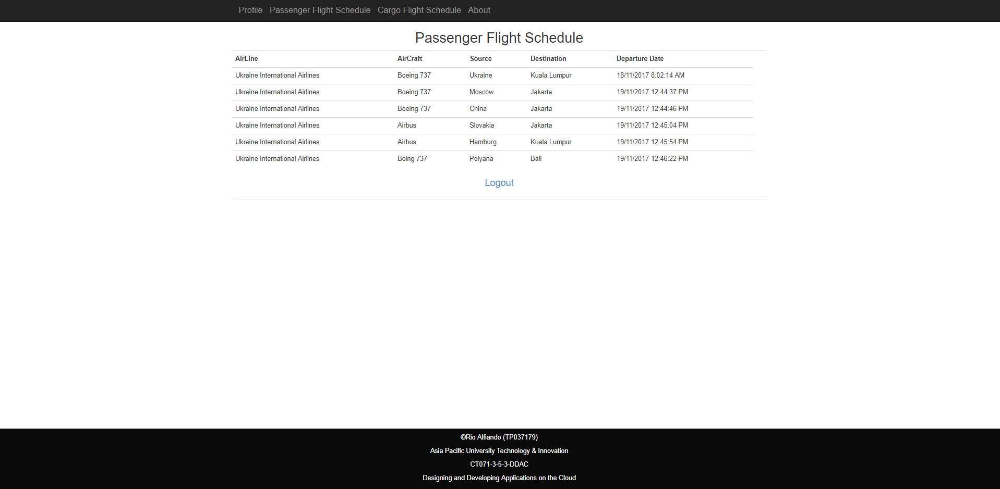 Profile Passenger Flight Schedule Cargo Flight Schedule About
Passenger Flight Schedule
AirLine AirCraft Source Destination Departure Date
Ukraine International Airlines Boeing 737 Ukraine Kuala Lumpur 18/11/2017 8:02:14 AM
Ukraine International Airlines Boeing 737 Moscow Jakarta 19/11/2017 12:44:37 PM
Ukraine International Airlines Boeing 737 China Jakarta 19/11/2017 12:44:46 PM
Ukraine International Airlines Airbus Slovakia Jakarta 19/11/2017 12:45:04 PM
Ukraine International Airlines Airbus Hamburg Kuala Lumpur 19/11/2017 12:45:54 PM
Ukraine International Airlines Boing 737 Polyana Bali 19/11/2017 12:46:22 PM
Logout
©Rio Alfiando (TP037179)
Asia Pacific University Technology & Innovation
CT071-3-5-3-DDAC
Designing and Developing Applications on the Cloud